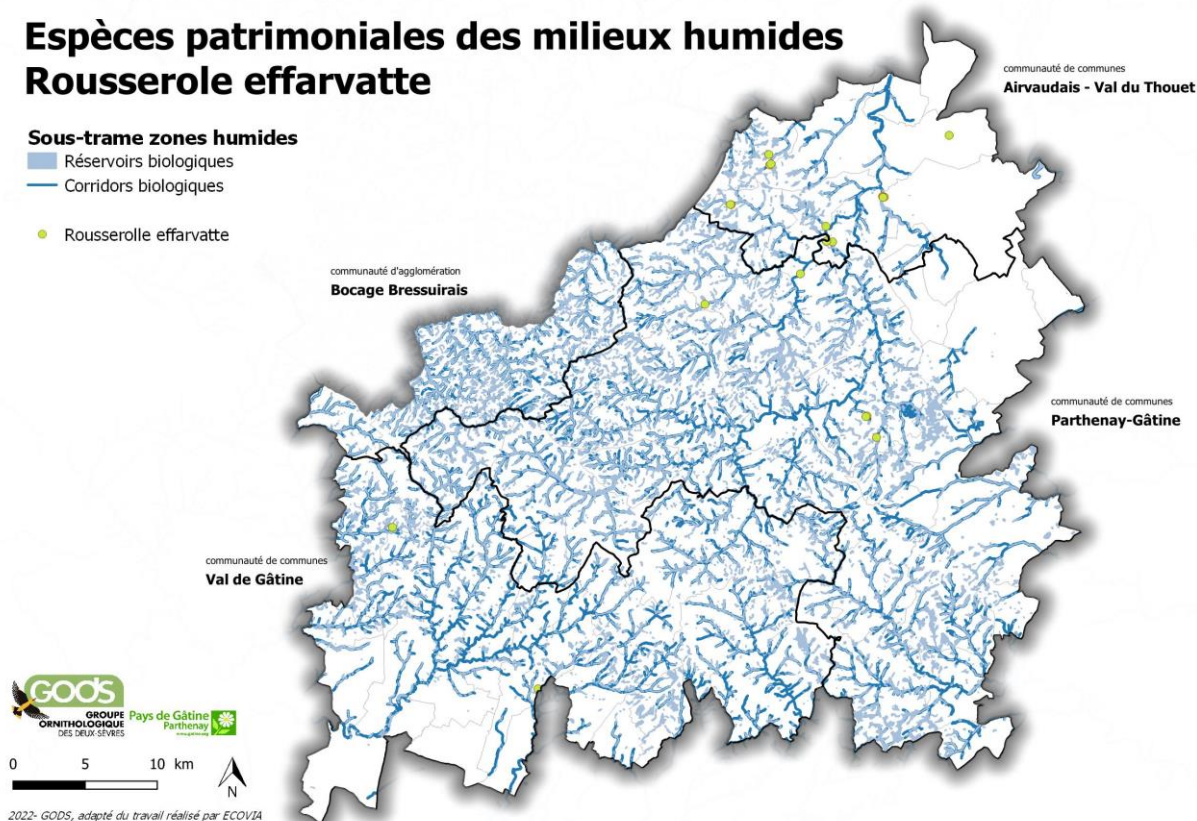 Espèces patrimoniales des milieux humides
Rousserole effarvatte
Sous-trame zones humides
Réservoirs biologiques
Corridors biologiques
Rousserolle effarvatte
communauté de communes
Airvaudais - Val du Thouet
communauté d'agglomération
Bocage Bressuirais
communauté de communes
Parthenay-Gâtine
communauté de communes
Val de Gâtine
GODS
GROUPE
ORNITHOLOGIQUE
DES DEUX-SÈVRES
Pays de Gâtine
Parthenay
www.gatine.org
0 5 10 km
N
2022- GODS, adapté du travail réalisé par ECOVIA